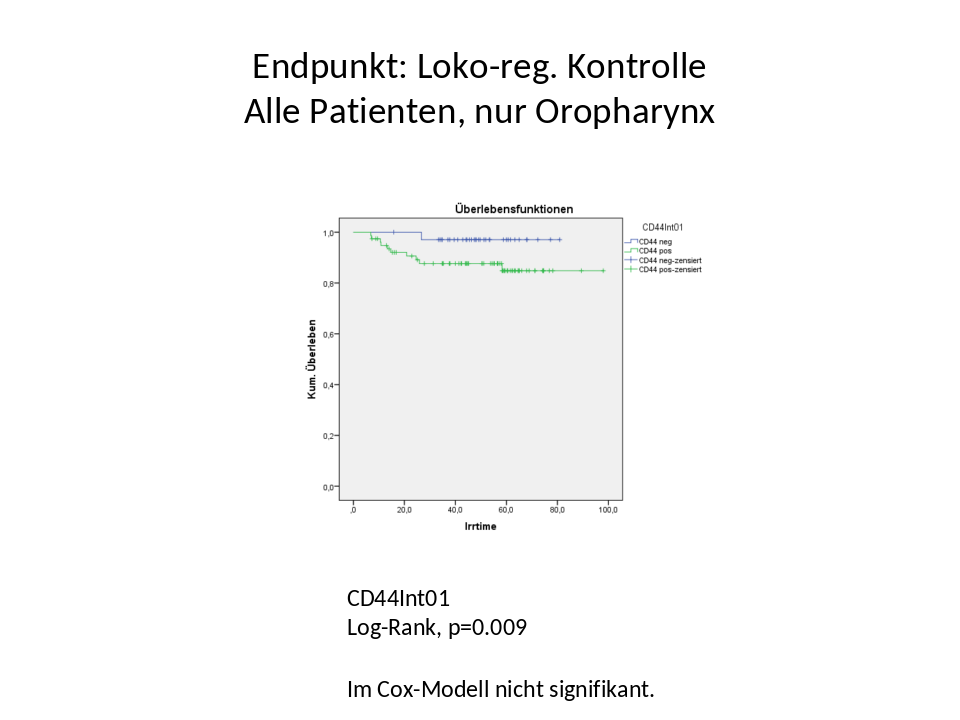 Endpunkt: Loko-reg. Kontrolle
Alle Patienten, nur Oropharynx
Überlebensfunktionen
CD44Int01
CD44 neg
CD44 pos
CD44 neg-zensiert
CD44 pos-zensiert
Kum. Überleben
1,0
0,8
0,6
0,4
0,2
0,0
,0 20,0 40,0 60,0 80,0 100,0
lrrtime
CD44Int01
Log-Rank, p=0.009
Im Cox-Modell nicht signifikant.